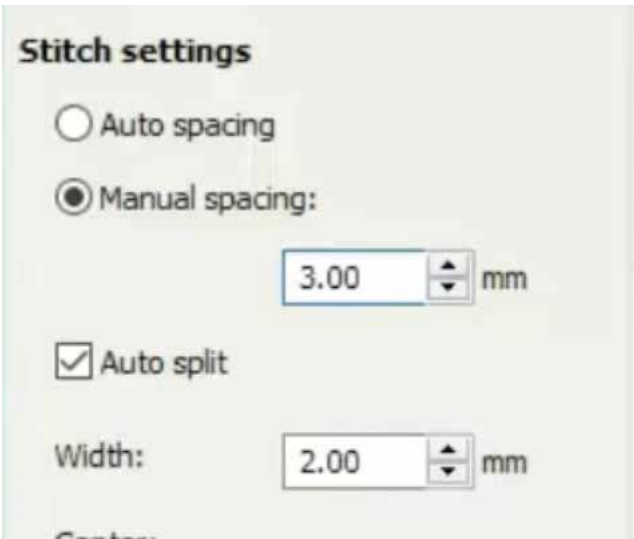 Stitch settings
Auto spacing
Manual spacing:
3.00 mm
Auto split
Width: 2.00 mm